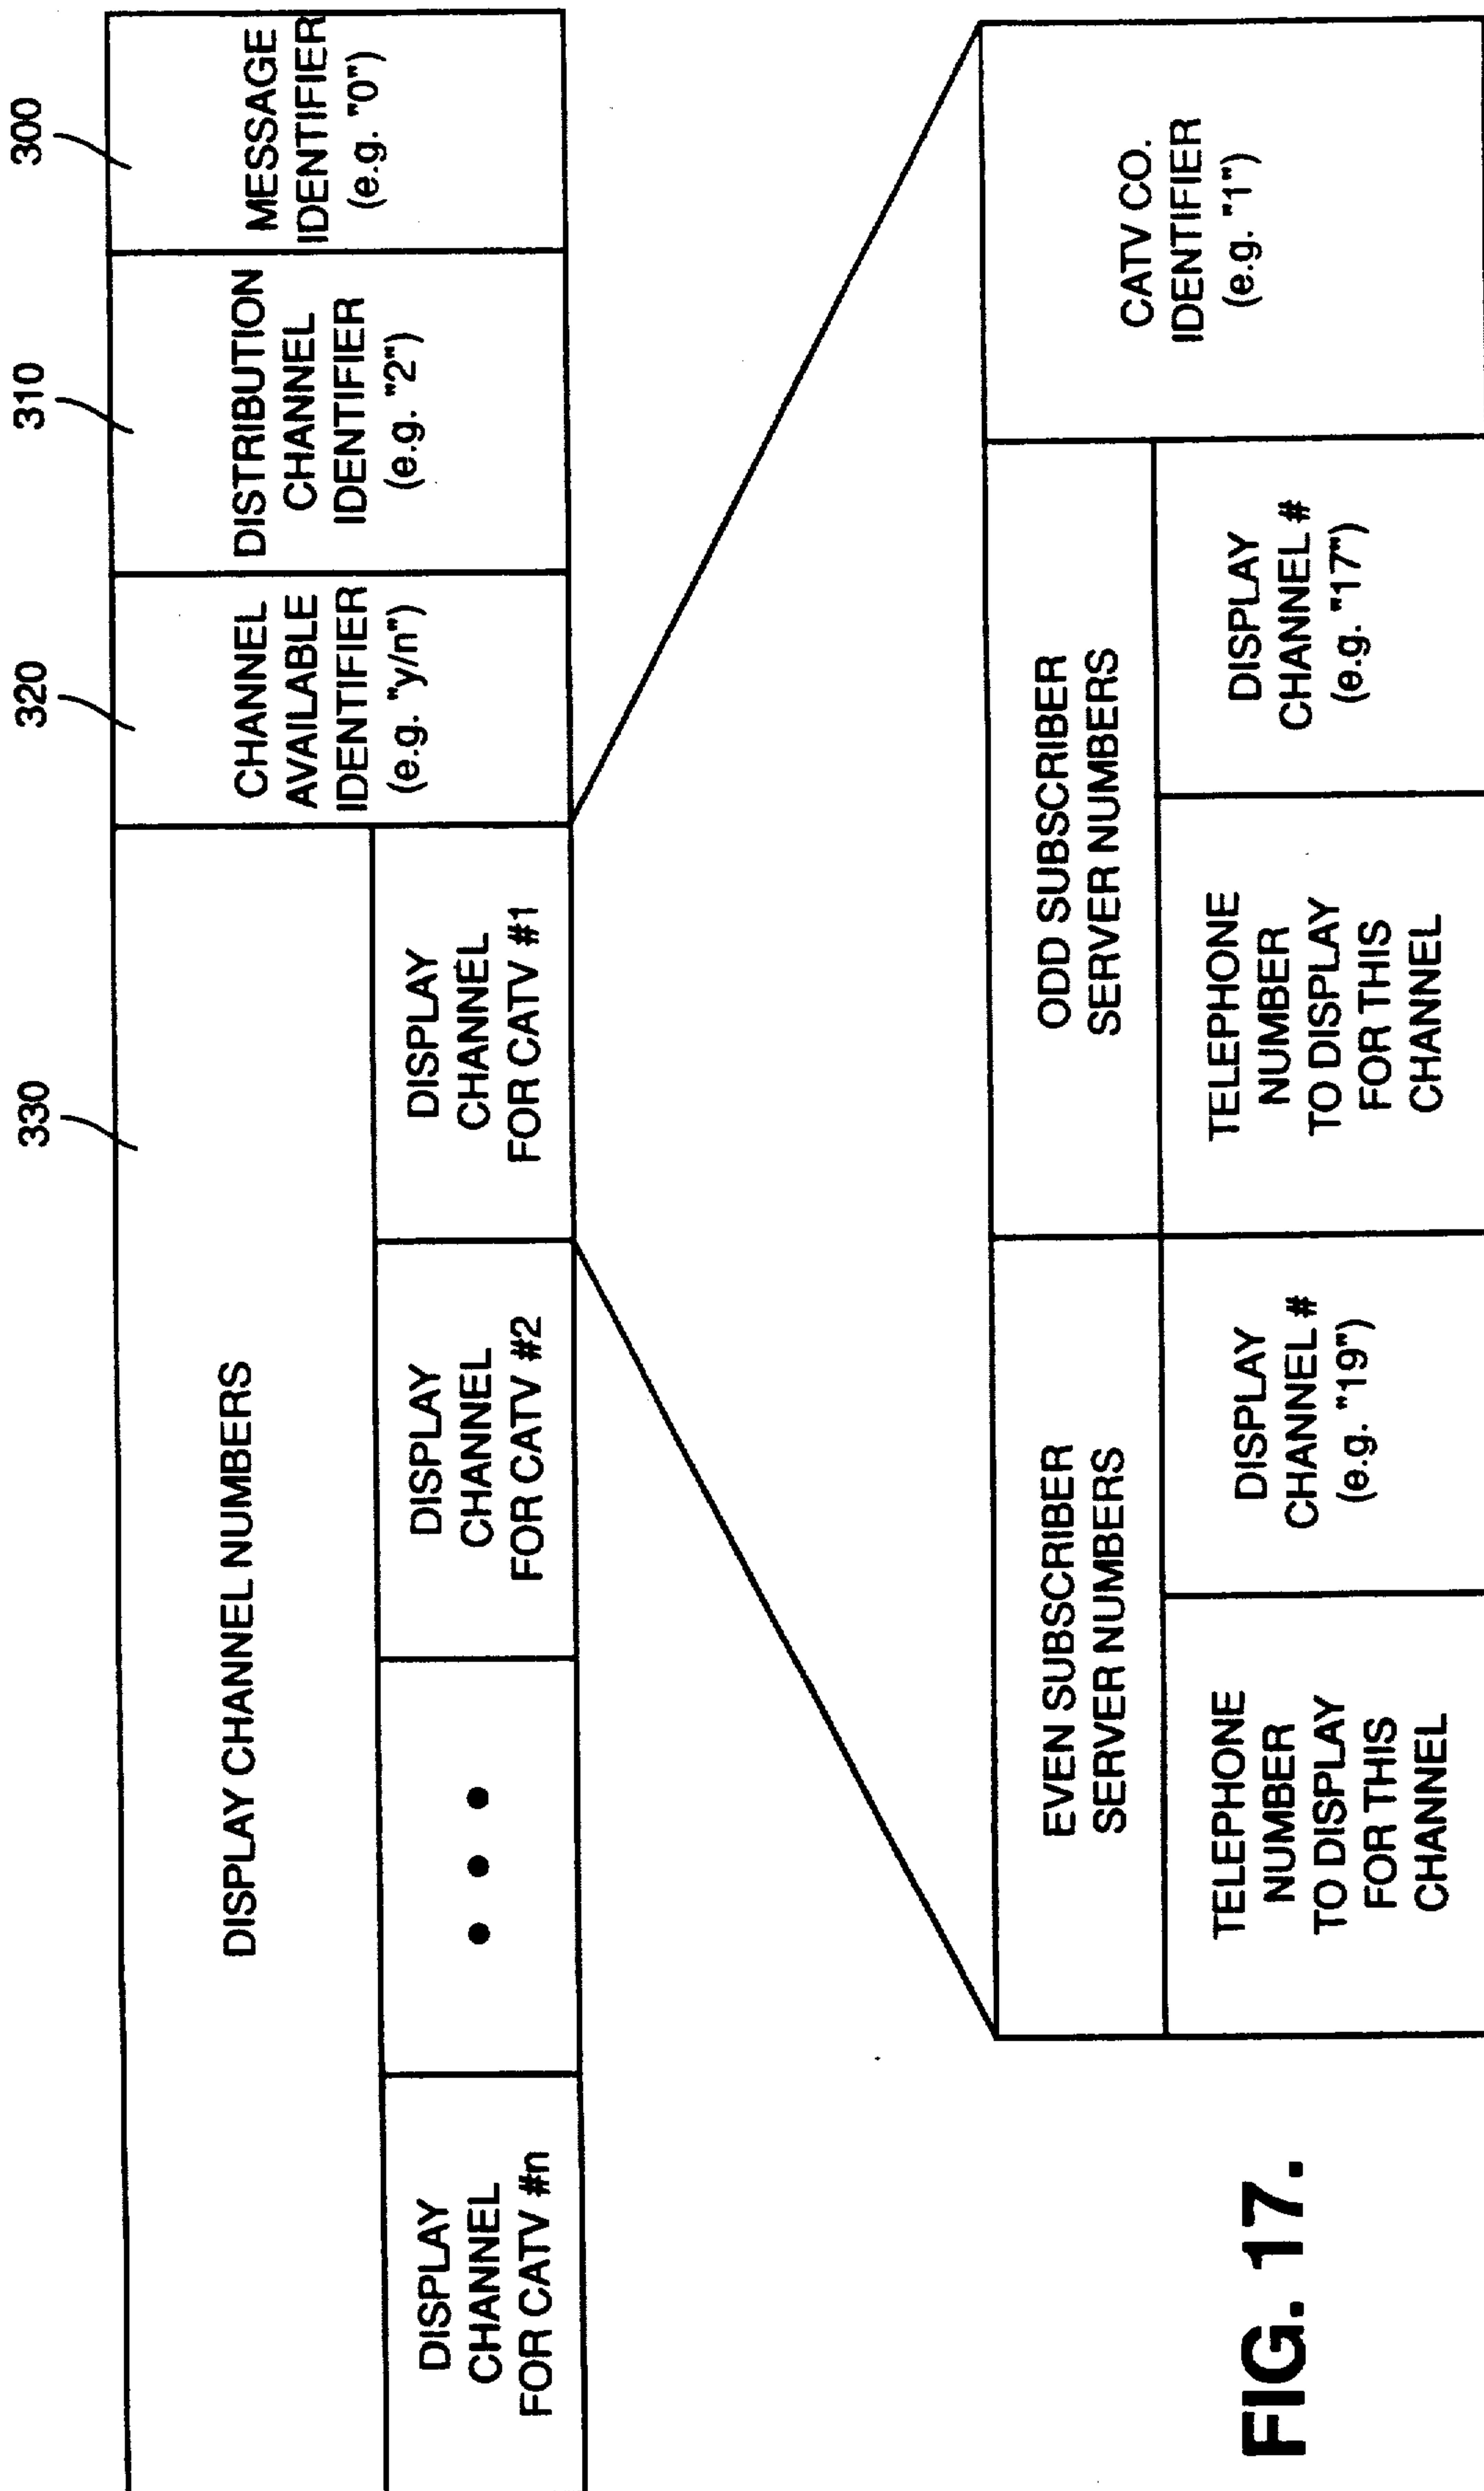 330
320
310
300
DISPLAY CHANNEL NUMBERS
CHANNEL
AVAILABLE
IDENTIFIER
(e.g. "y/n")
DISTRIBUTION
CHANNEL
IDENTIFIER
(e.g. "2")
MESSAGE
IDENTIFIER
(e.g. "0")
DISPLAY
CHANNEL
FOR CATV #n
DISPLAY
CHANNEL
FOR CATV #2
DISPLAY
CHANNEL
FOR CATV #1
EVEN SUBSCRIBER
SERVER NUMBERS
ODD SUBSCRIBER
SERVER NUMBERS
CATV CO.
IDENTIFIER
(e.g. "1")
TELEPHONE
NUMBER
TO DISPLAY
FOR THIS
CHANNEL
DISPLAY
CHANNEL #
(e.g. "19")
TELEPHONE
NUMBER
TO DISPLAY
FOR THIS
CHANNEL
DISPLAY
CHANNEL #
(e.g. "17")
FIG. 17.